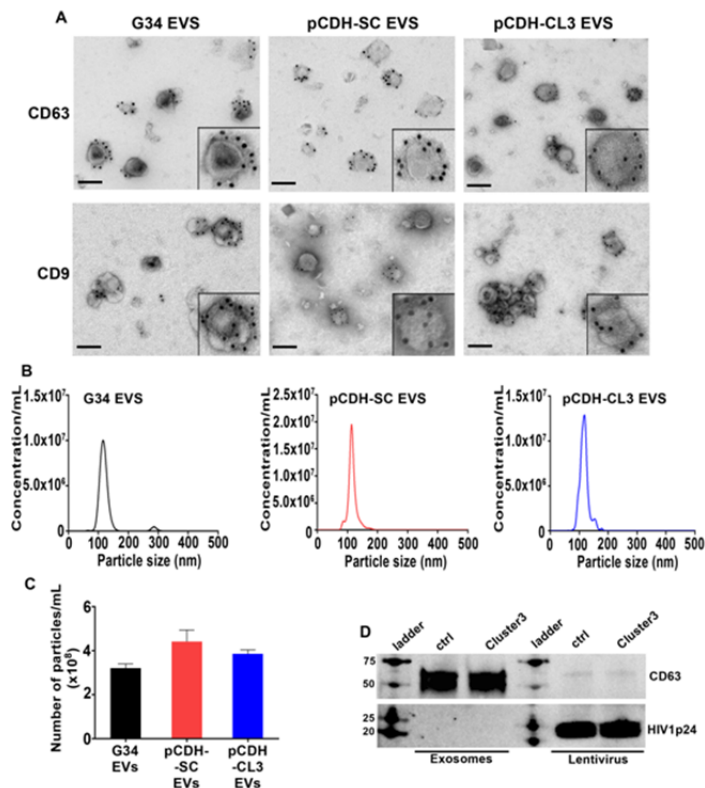 A
G34 EVS
pCDH-SC EVS
pCDH-CL3 EVS
CD63
CD9
B
Concentration/mL
1.5x10⁷
1.0x10⁷
5.0x10⁶
0
G34 EVS
0 100 200 300 400 500
Particle size (nm)
Concentration/mL
2.5x10⁷
2.0x10⁷
1.5x10⁷
1.0x10⁷
5.0x10⁶
0
pCDH-SC EVS
0 100 200 300 400 500
Particle size (nm)
Concentration/mL
1.5x10⁷
1.0x10⁷
5.0x10⁶
0
pCDH-CL3 EVS
0 100 200 300 400 500
Particle size (nm)
C
Number of particles/mL
(x10⁸)
6
4
2
0
G34
EVs
pCDH-
-SC
EVs
pCDH
-CL3
EVs
D
ladder
ctrl
Cluster3
ladder
ctrl
Cluster3
75
50
CD63
25
20
HIV1p24
Exosomes
Lentivirus